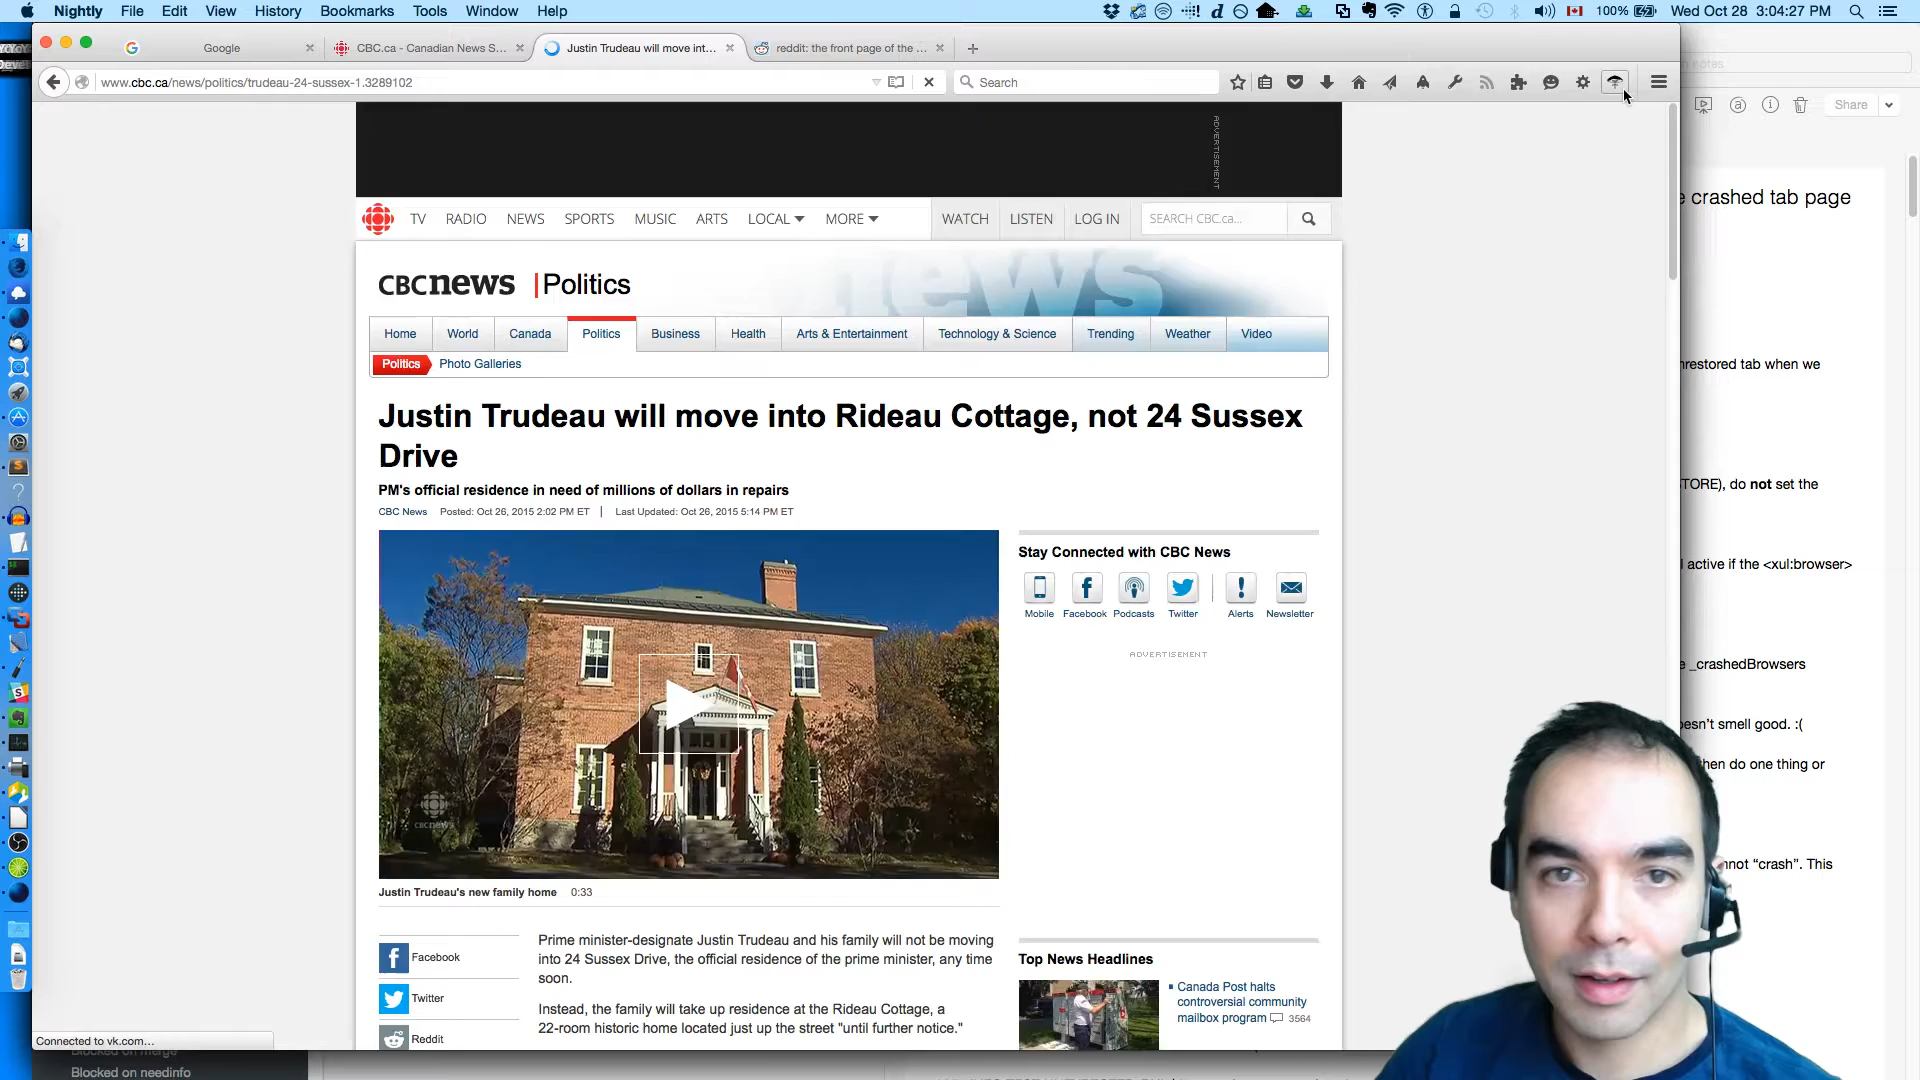 Nightly File Edit View History Bookmarks Tools Window Help
100% Wed Oct 28 3:04:27 PM
Google
CBC.ca - Canadian News S...
Justin Trudeau will move int...
reddit: the front page of the ...
www.cbc.ca/news/politics/trudeau-24-sussex-1.3289102
Search
notes
Share
ADVERTISEMENT
crashed tab page
TV RADIO NEWS SPORTS MUSIC ARTS LOCAL MORE WATCH LISTEN LOG IN SEARCH CBC.ca...
CBCnews | Politics
news
Home World Canada Politics Business Health Arts & Entertainment Technology & Science Trending Weather Video
Politics Photo Galleries
restored tab when we
Justin Trudeau will move into Rideau Cottage, not 24 Sussex
Drive
PM's official residence in need of millions of dollars in repairs
TORE), do not set the
CBC News Posted: Oct 26, 2015 2:02 PM ET | Last Updated: Oct 26, 2015 5:14 PM ET
Stay Connected with CBC News
active if the <xul:browser>
Mobile Facebook Podcasts Twitter Alerts Newsletter
ADVERTISEMENT
_crashedBrowsers
esn't smell good. :(
then do one thing or
cbcnews
nnot "crash". This
Justin Trudeau's new family home 0:33
Facebook
Twitter
Reddit
Prime minister-designate Justin Trudeau and his family will not be moving
into 24 Sussex Drive, the official residence of the prime minister, any time
soon.
Instead, the family will take up residence at the Rideau Cottage, a
22-room historic home located just up the street "until further notice."
Top News Headlines
Canada Post halts
controversial community
mailbox program 3564
Connected to vk.com...
Blocked on merge
Blocked on needinfo